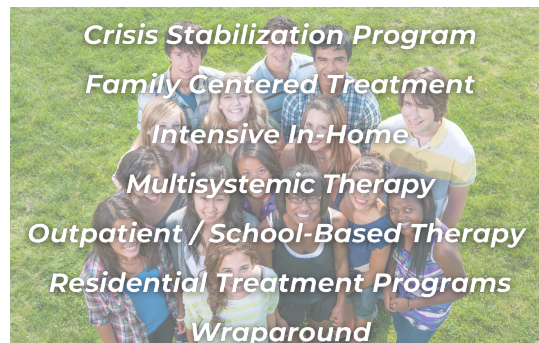 Crisis Stabilization Program
Family Centered Treatment
Intensive In-Home
Multisystemic Therapy
Outpatient / School-Based Therapy
Residential Treatment Programs
Wraparound